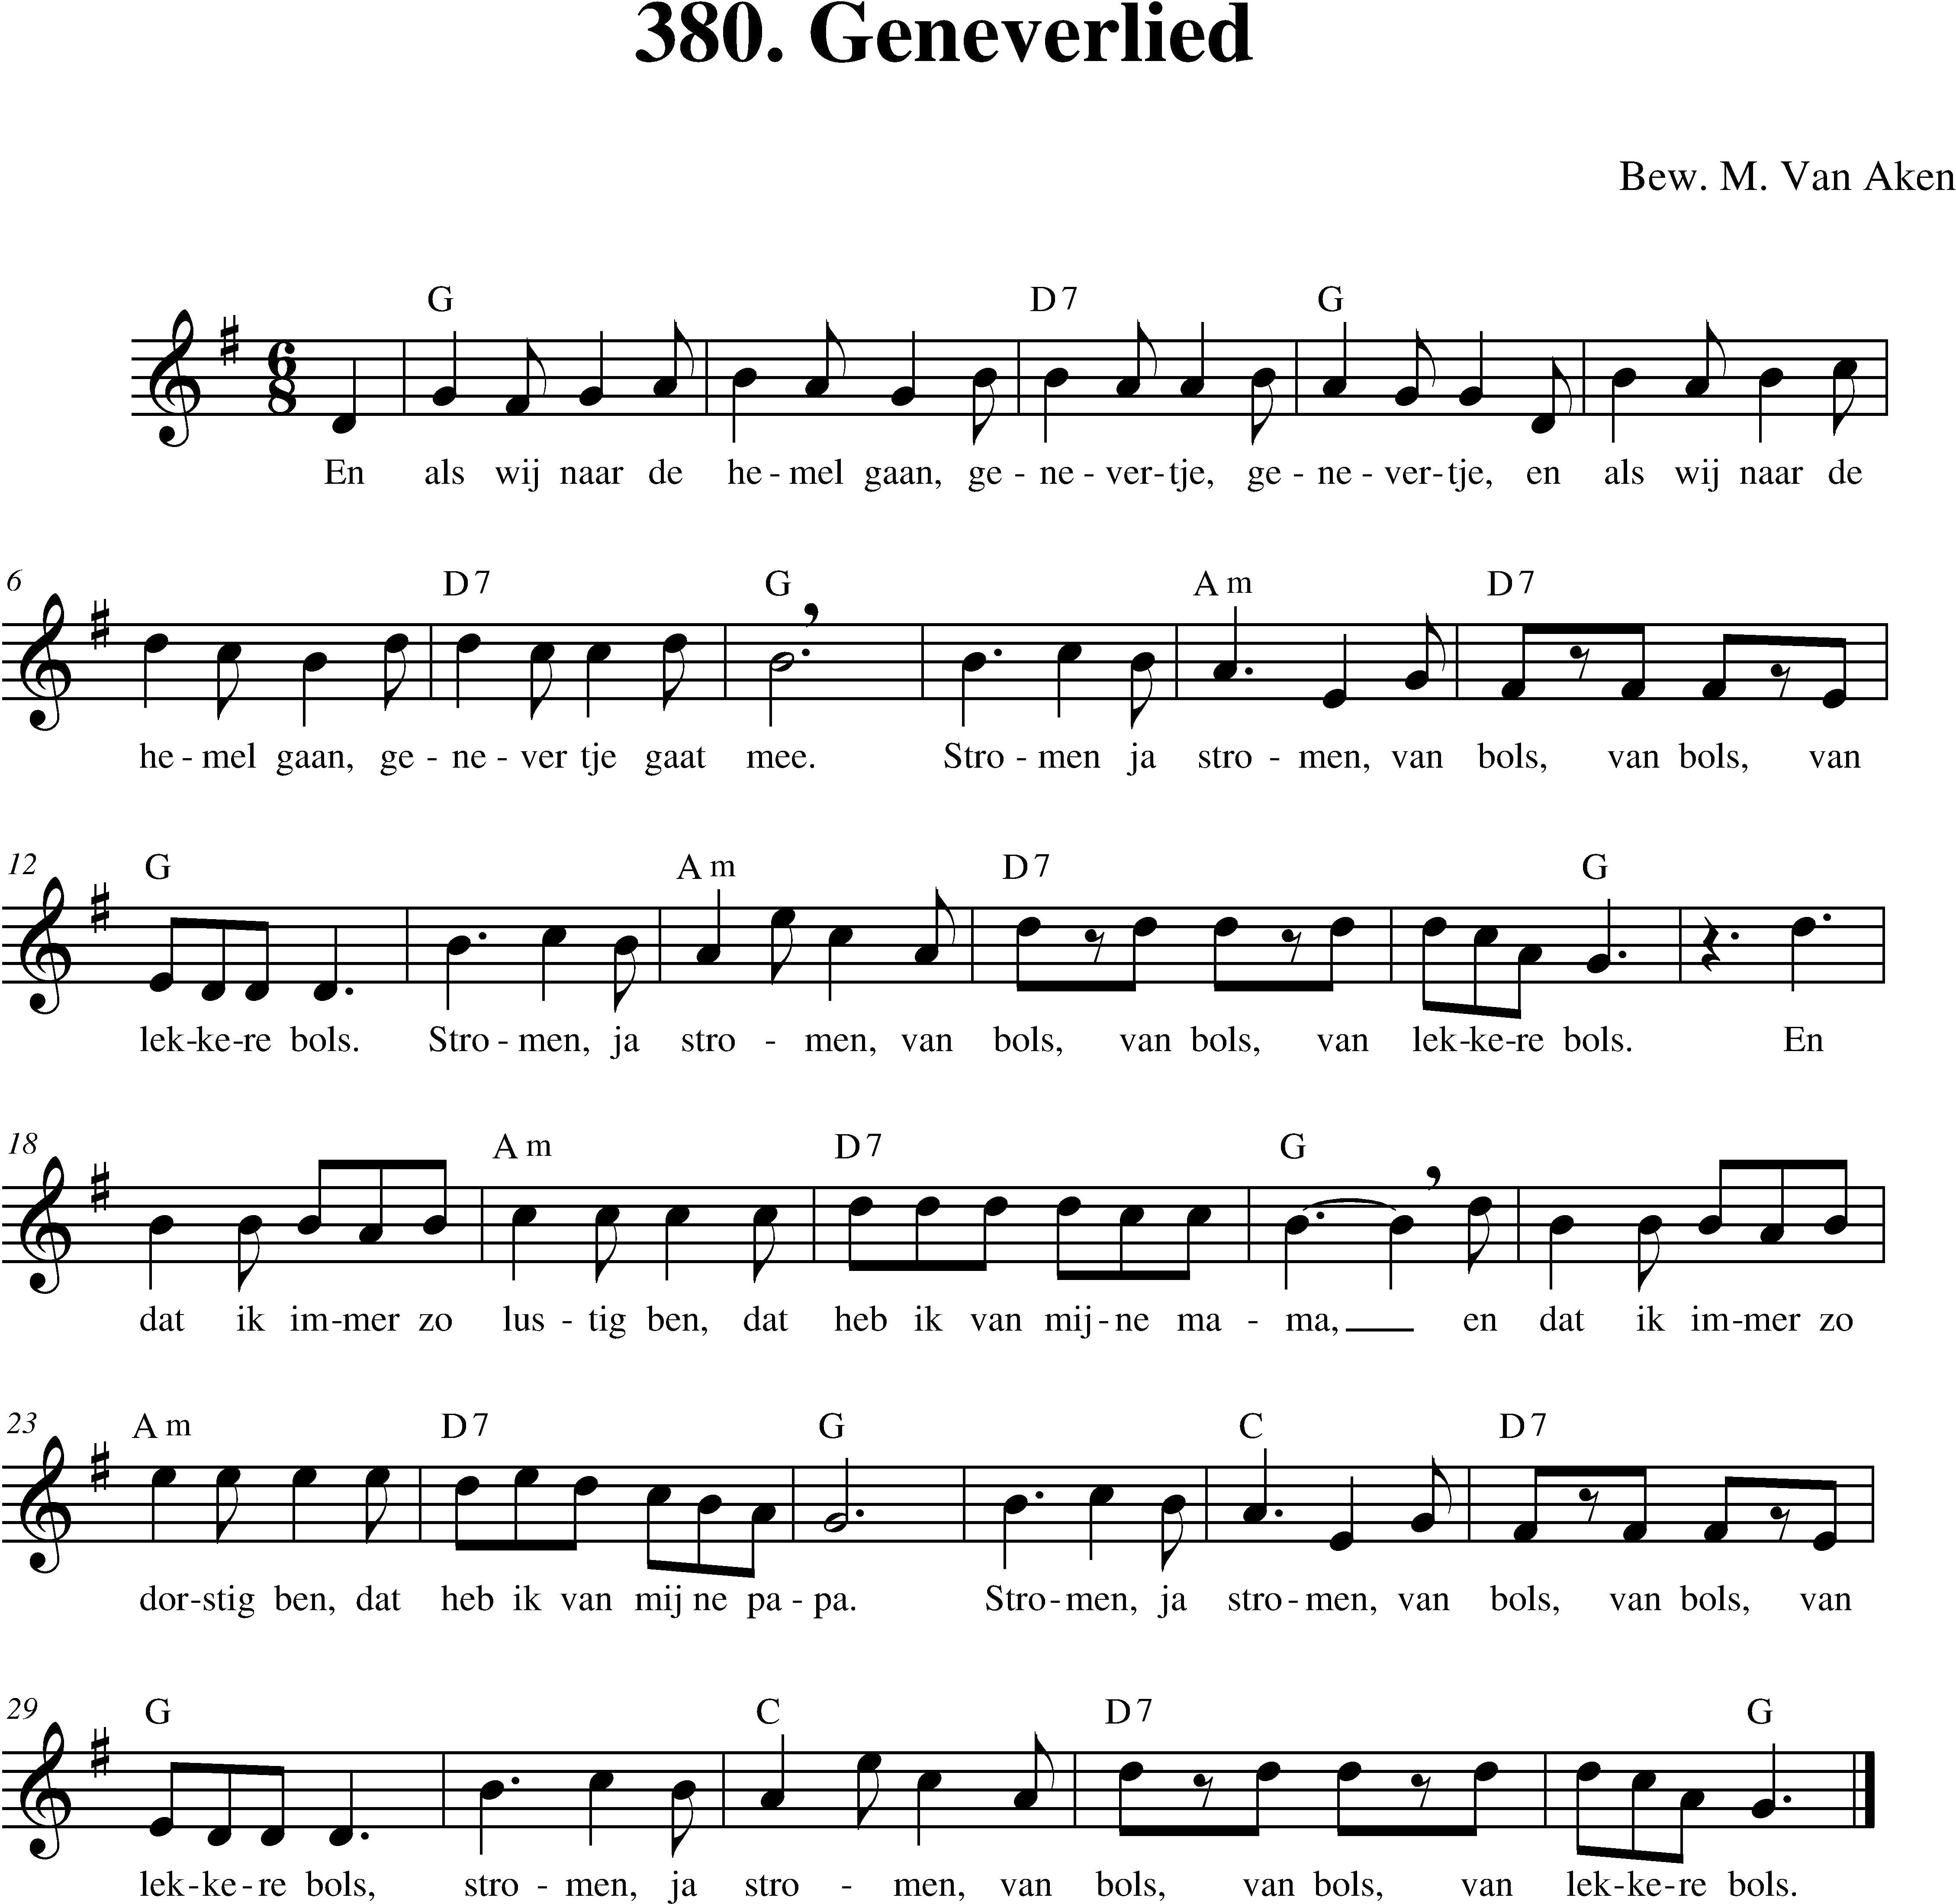 380. Geneverlied
Bew. M. Van Aken
G D7 G
En als wij naar de he - mel gaan, ge - ne - ver-tje, ge - ne - ver-tje, en als wij naar de
6 D7 G Am D7
he - mel gaan, ge - ne - ver tje gaat mee. Stro - men ja stro - men, van bols, van bols, van
12 G Am D7 G
lek-ke-re bols. Stro - men, ja stro - men, van bols, van bols, van lek-ke-re bols. En
18 Am D7 G
dat ik im-mer zo lus - tig ben, dat heb ik van mij-ne ma - ma, en dat ik im-mer zo
23 Am D7 G C D7
dor-stig ben, dat heb ik van mij ne pa - pa. Stro-men, ja stro-men, van bols, van bols, van
29 G C D7 G
lek-ke-re bols, stro - men, ja stro - men, van bols, van bols, van lek-ke-re bols.